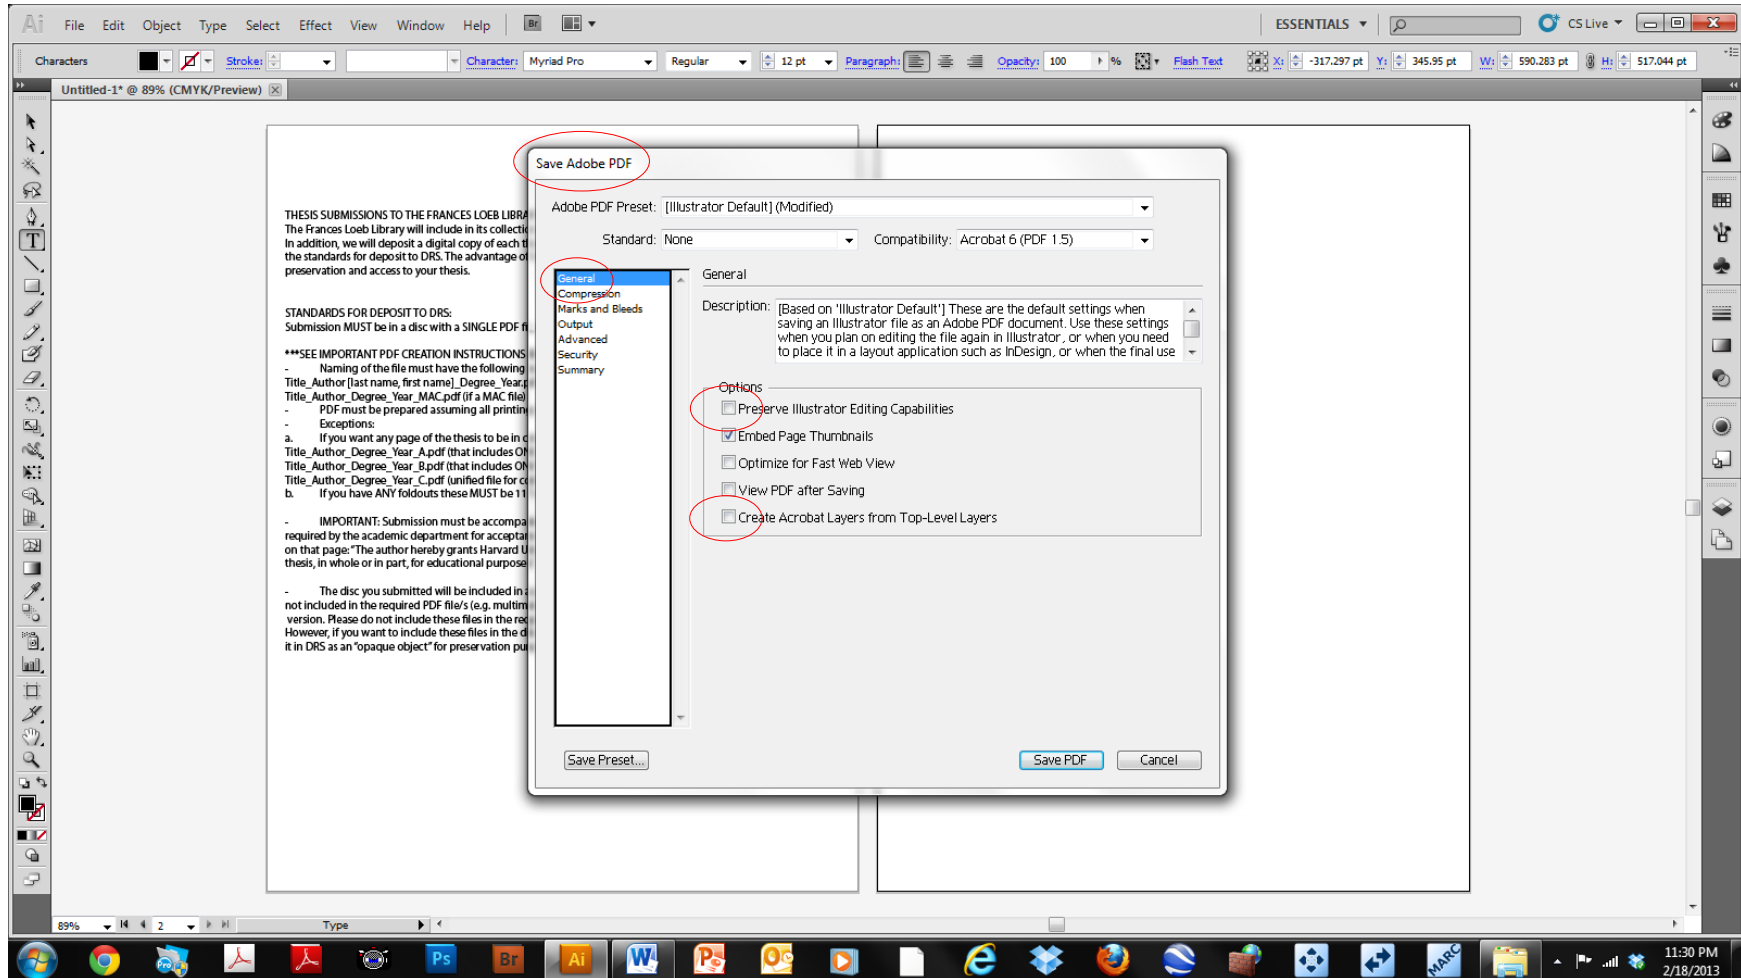 Ai File Edit Object Type Select Effect View Window Help Br ESSENTIALS CS Live
Characters Stroke: Character: Myriad Pro Regular 12 pt Paragraph: Opacity: 100 % Flash Text X: -317.297 pt Y: 345.95 pt W: 590.283 pt H: 517.044 pt
Untitled-1* @ 89% (CMYK/Preview)
THESIS SUBMISSIONS TO THE FRANCES LOEB LIBRA
The Frances Loeb Library will include in its collectio
In addition, we will deposit a digital copy of each t
the standards for deposit to DRS. The advantage o
preservation and access to your thesis.
STANDARDS FOR DEPOSIT TO DRS:
Submission MUST be in a disc with a SINGLE PDF fi
***SEE IMPORTANT PDF CREATION INSTRUCTIONS
- Naming of the file must have the following
Title_Author [last name, first name]_Degree_Year.p
Title_Author_Degree_Year_MAC.pdf (if a MAC file)
- PDF must be prepared assuming all printin
- Exceptions:
a. If you want any page of the thesis to be in c
Title_Author_Degree_Year_A.pdf (that includes ON
Title_Author_Degree_Year_B.pdf (that includes ON
Title_Author_Degree_Year_C.pdf (unified file for co
b. If you have ANY foldouts these MUST be 11
- IMPORTANT: Submission must be accompa
required by the academic department for accepta
on that page: "The author hereby grants Harvard U
thesis, in whole or in part, for educational purpose
- The disc you submitted will be included in a
not included in the required PDF file/s (e.g. multim
version. Please do not include these files in the rec
However, if you want to include these files in the d
it in DRS as an "opaque object" for preservation pu
Save Adobe PDF
Adobe PDF Preset: [Illustrator Default] (Modified)
Standard: None Compatibility: Acrobat 6 (PDF 1.5)
General
Compression
Marks and Bleeds
Output
Advanced
Security
Summary
General
Description: [Based on 'Illustrator Default'] These are the default settings when
saving an Illustrator file as an Adobe PDF document. Use these settings
when you plan on editing the file again in Illustrator, or when you need
to place it in a layout application such as InDesign, or when the final use
Options
Preserve Illustrator Editing Capabilities
Embed Page Thumbnails
Optimize for Fast Web View
View PDF after Saving
Create Acrobat Layers from Top-Level Layers
Save Preset... Save PDF Cancel
89% 2 Type
Ps Br Ai MARC
11:30 PM
2/18/2013